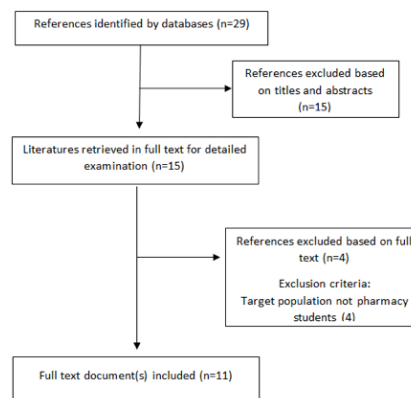 References identified by databases (n=29)
References excluded based
on titles and abstracts
(n=15)
Literatures retrieved in full text for detailed
examination (n=15)
References excluded based on full
text (n=4)
Exclusion criteria:
Target population not pharmacy
students (4)
Full text document(s) included (n=11)